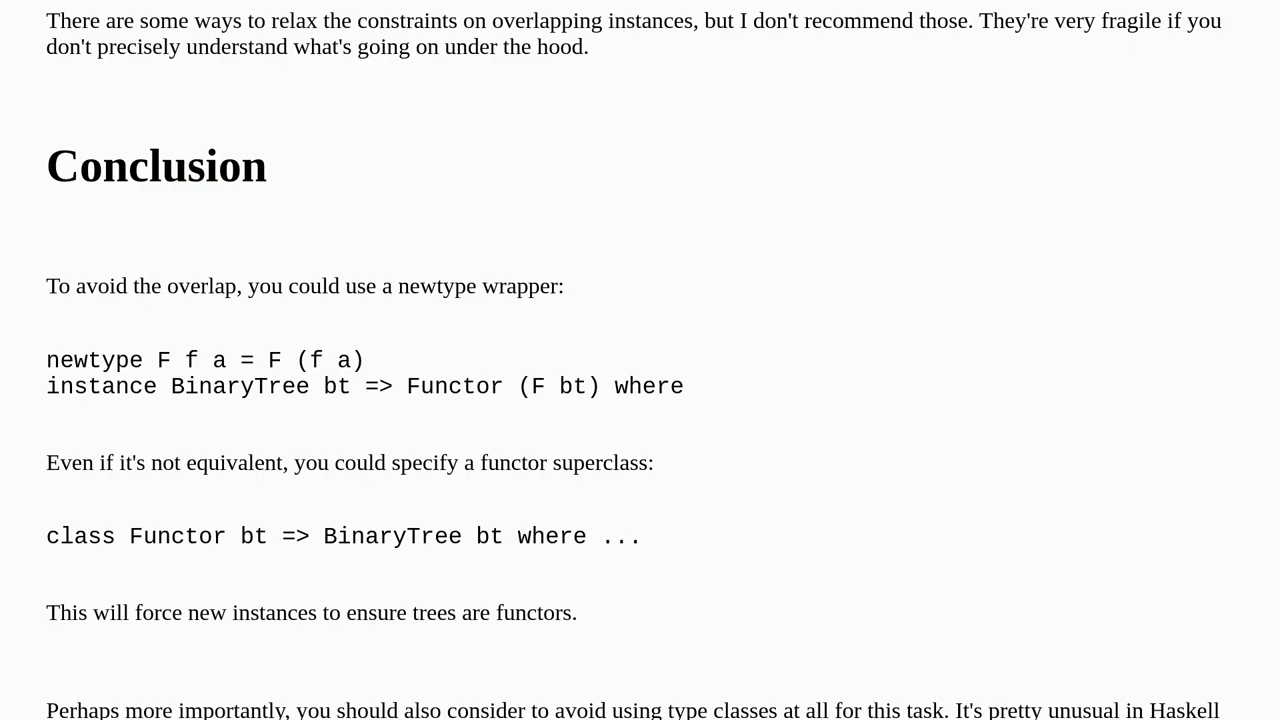 There are some ways to relax the constraints on overlapping instances, but I don't recommend those. They're very fragile if you
don't precisely understand what's going on under the hood.
Conclusion
To avoid the overlap, you could use a newtype wrapper:
newtype F f a = F (f a)
instance BinaryTree bt => Functor (F bt) where
Even if it's not equivalent, you could specify a functor superclass:
class Functor bt => BinaryTree bt where ...
This will force new instances to ensure trees are functors.
Perhaps more importantly, you should also consider to avoid using type classes at all for this task. It's pretty unusual in Haskell